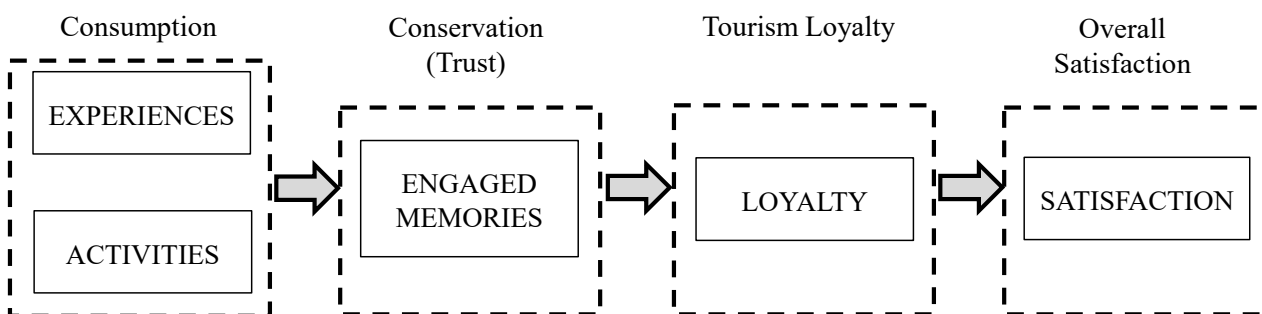 Consumption
EXPERIENCES
ACTIVITIES
Conservation
(Trust)
ENGAGED
MEMORIES
Tourism Loyalty
LOYALTY
Overall
Satisfaction
SATISFACTION